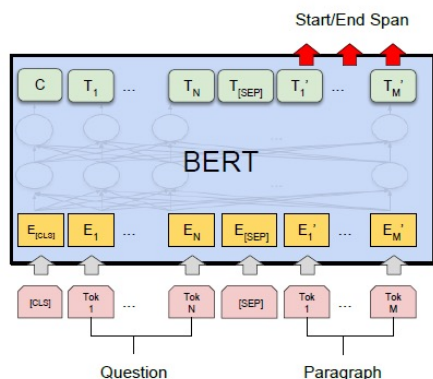 Start/End Span
C T1 ... TN T[SEP] T1' ... TM'
...
BERT
...
E[CLS] E1 ... EN E[SEP] E1' ... EM'
[CLS] Tok 1 ... Tok N [SEP] Tok 1 ... Tok M
Question Paragraph